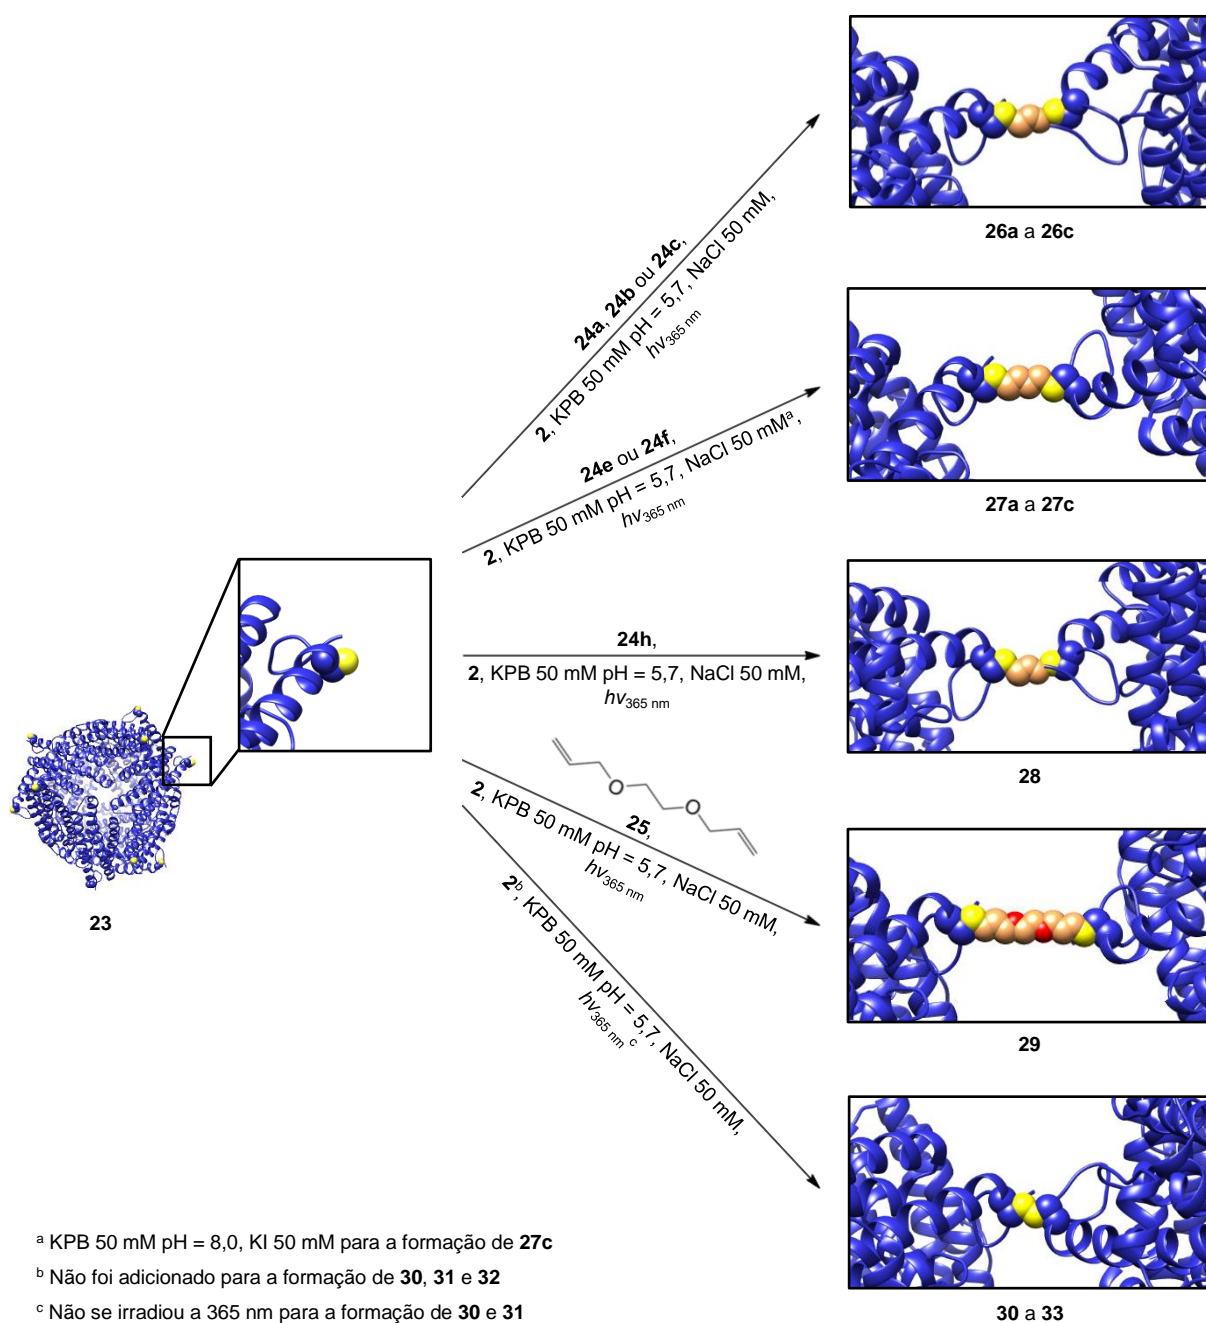 26a a 26c
24a, 24b ou 24c,
2, KPB 50 mM pH = 5,7, NaCl 50 mM,
hν365 nm
27a a 27c
24e ou 24f,
2, KPB 50 mM pH = 5,7, NaCl 50 mMᵃ,
hν365 nm
24h,
2, KPB 50 mM pH = 5,7, NaCl 50 mM,
hν365 nm
28
O
O
25,
2, KPB 50 mM pH = 5,7, NaCl 50 mM,
hν365 nm
23
29
2ᵇ, KPB 50 mM pH = 5,7, NaCl 50 mM,
hν365 nm ᶜ
30 a 33
ᵃ KPB 50 mM pH = 8,0, KI 50 mM para a formação de 27c
ᵇ Não foi adicionado para a formação de 30, 31 e 32
ᶜ Não se irradiou a 365 nm para a formação de 30 e 31